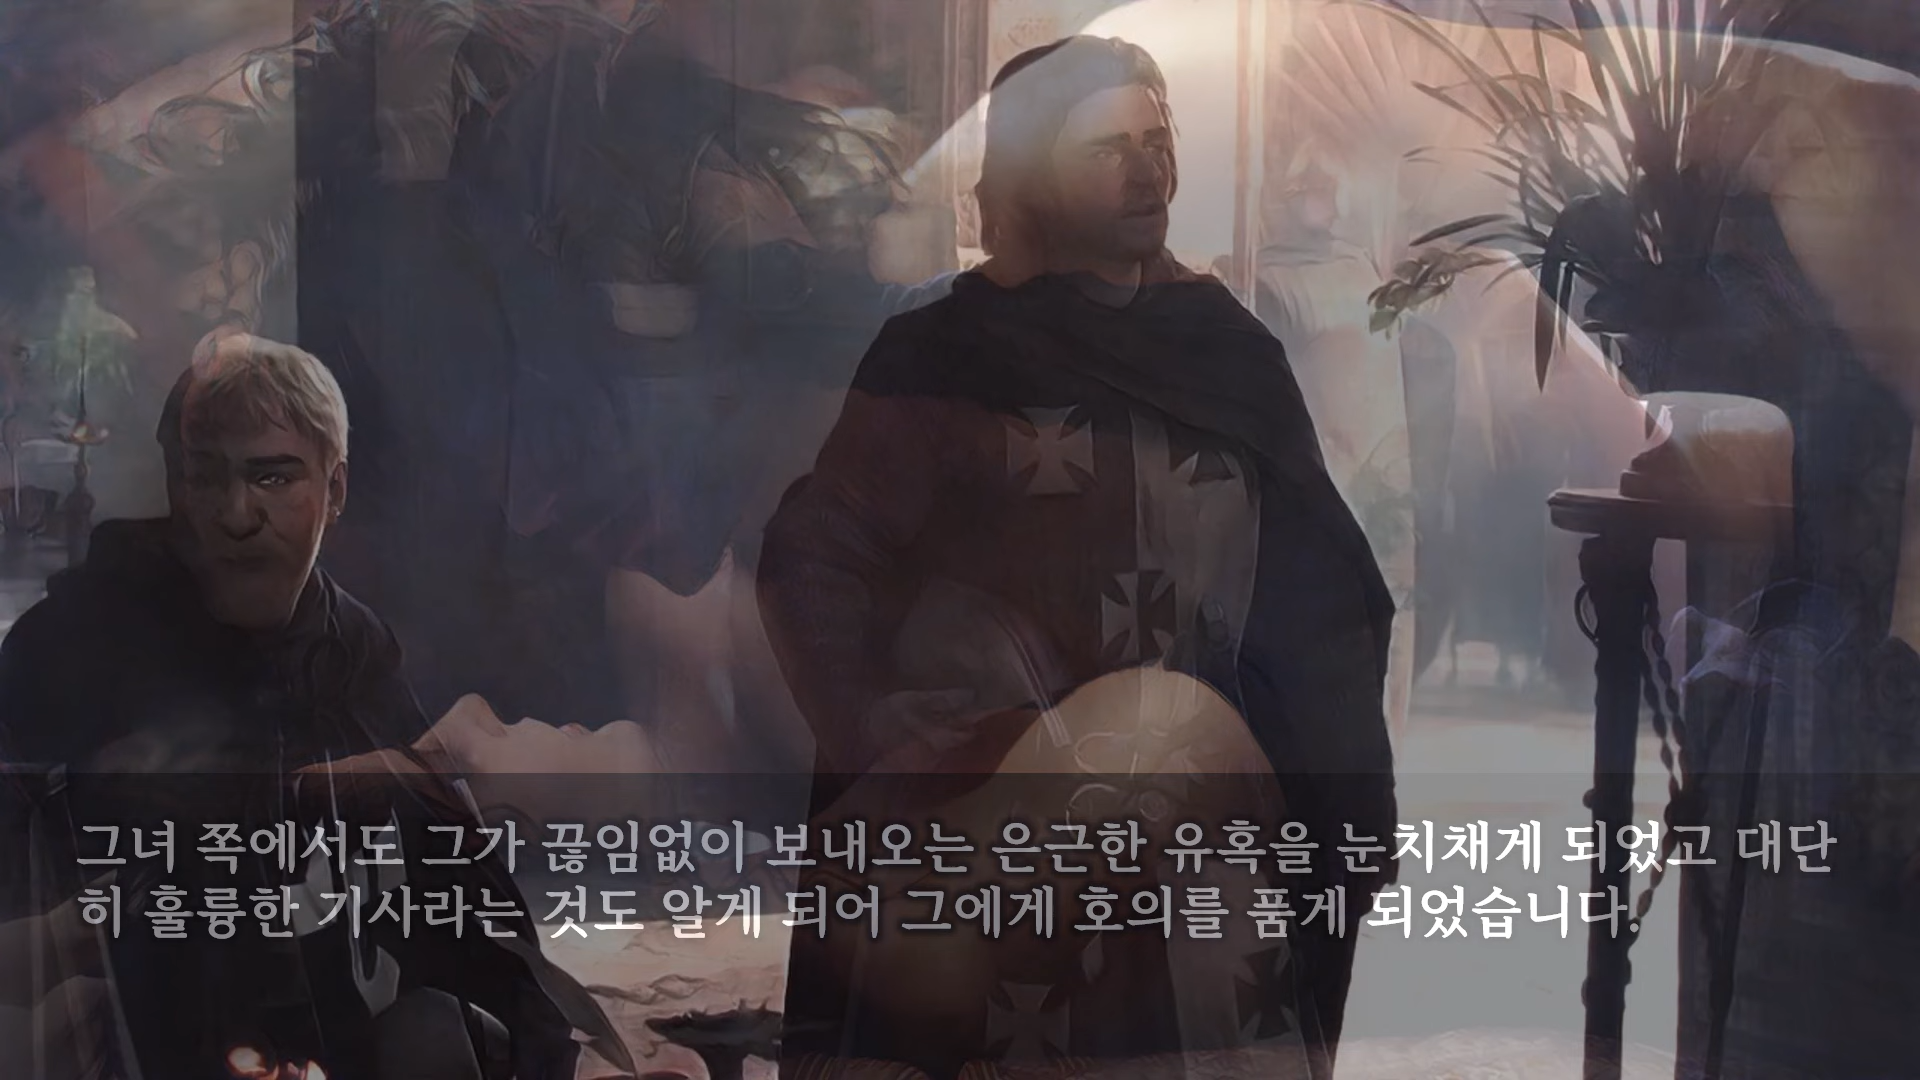 그녀 쪽에서도 그가 끊임없이 보내오는 은근한 유혹을 눈치채게 되었고 대단
히 훌륭한 기사라는 것도 알게 되어 그에게 호의를 품게 되었습니다.